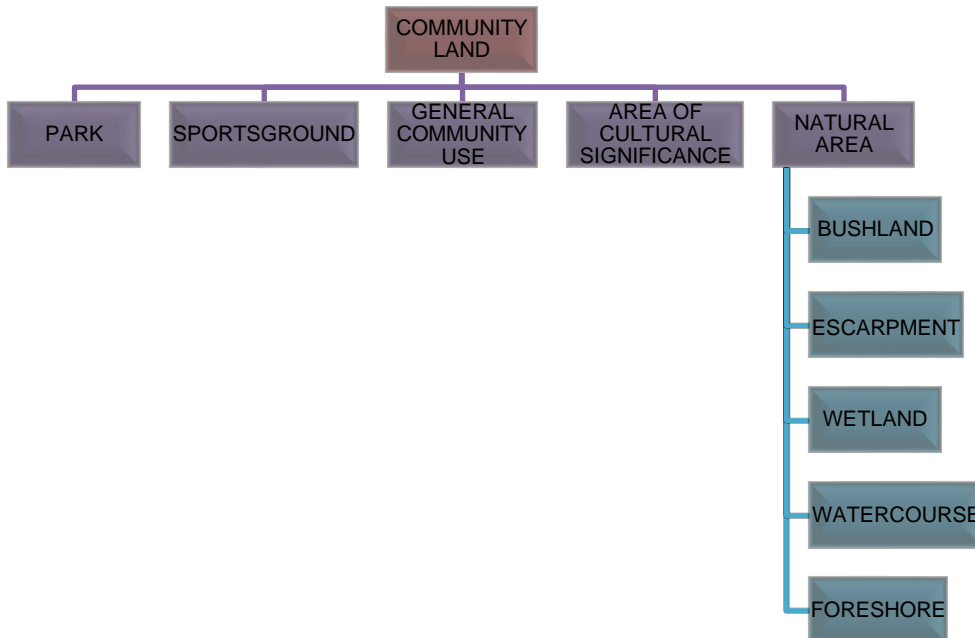 COMMUNITY
LAND
PARK
SPORTSGROUND
GENERAL
COMMUNITY
USE
AREA OF
CULTURAL
SIGNIFICANCE
NATURAL
AREA
BUSHLAND
ESCARPMENT
WETLAND
WATERCOURSE
FORESHORE